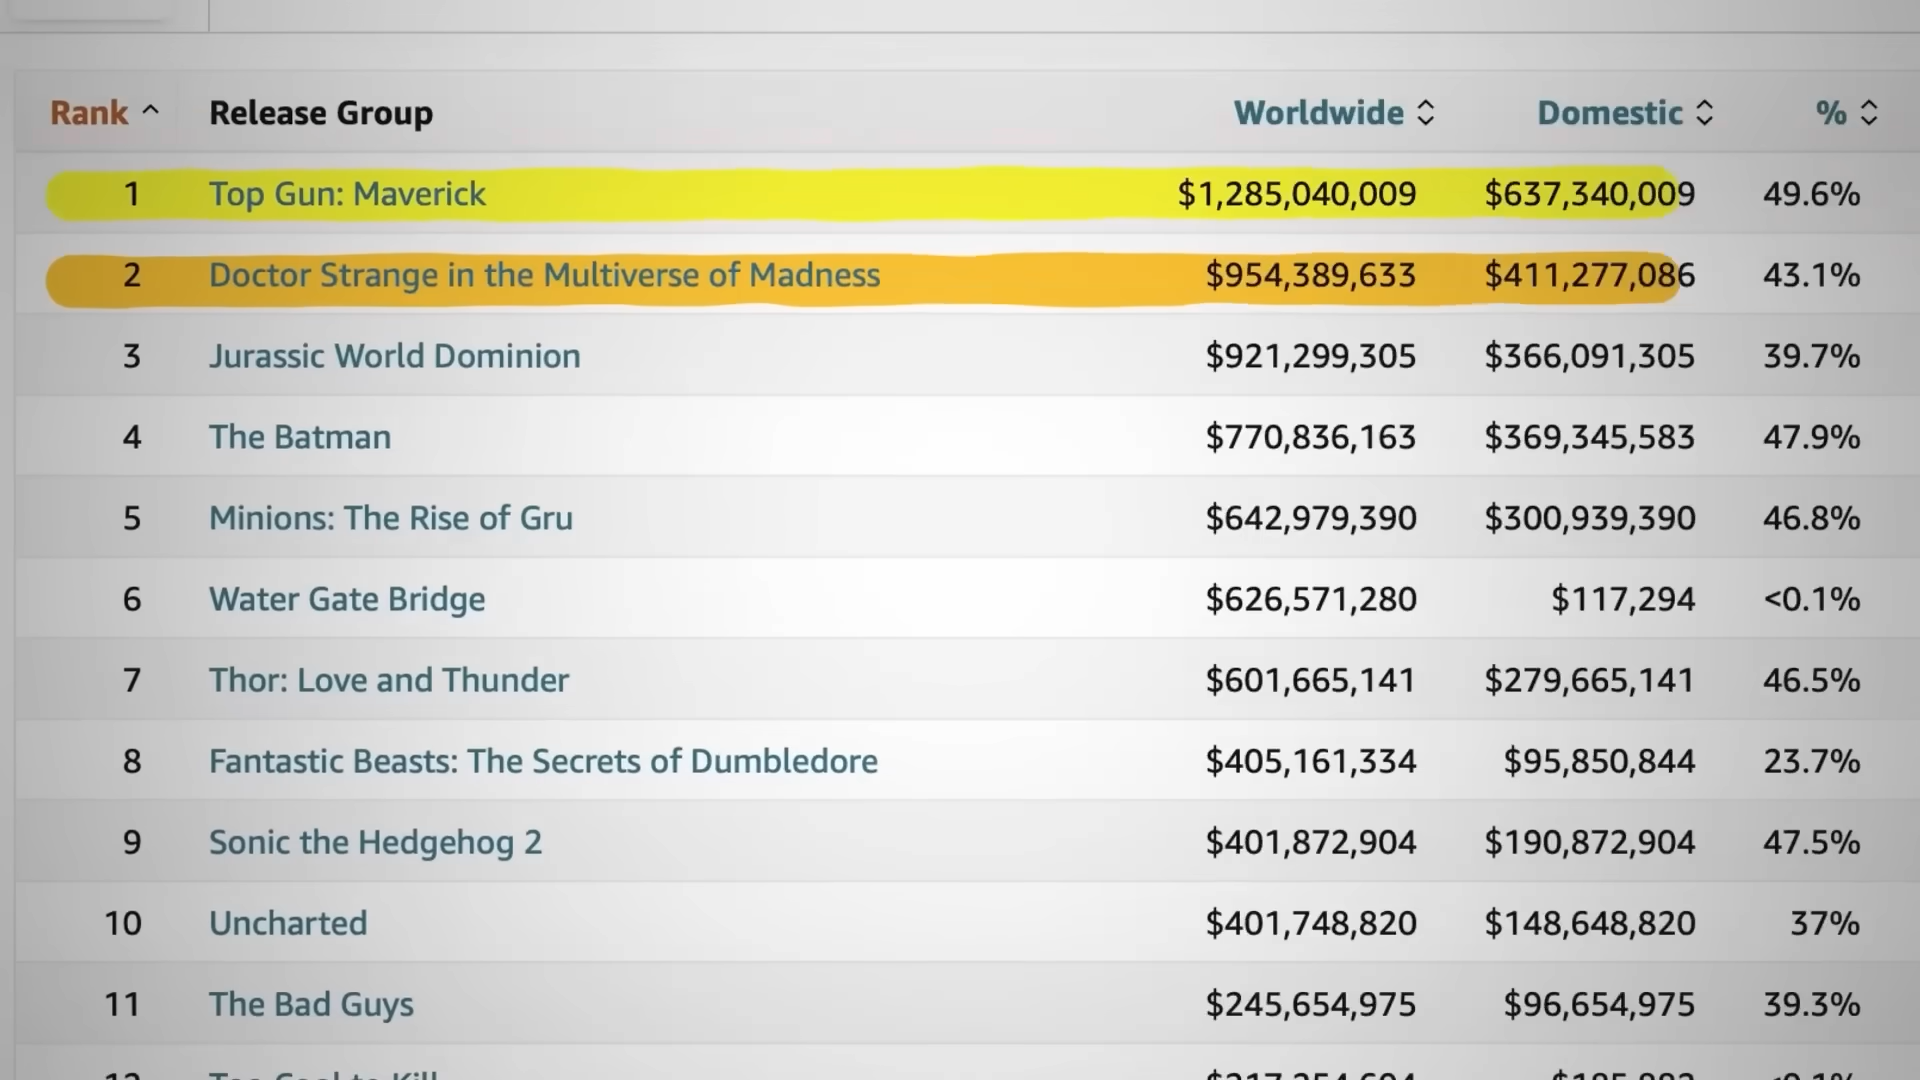 Rank Release Group Worldwide Domestic %
1 Top Gun: Maverick $1,285,040,009 $637,340,009 49.6%
2 Doctor Strange in the Multiverse of Madness $954,389,633 $411,277,086 43.1%
3 Jurassic World Dominion $921,299,305 $366,091,305 39.7%
4 The Batman $770,836,163 $369,345,583 47.9%
5 Minions: The Rise of Gru $642,979,390 $300,939,390 46.8%
6 Water Gate Bridge $626,571,280 $117,294 <0.1%
7 Thor: Love and Thunder $601,665,141 $279,665,141 46.5%
8 Fantastic Beasts: The Secrets of Dumbledore $405,161,334 $95,850,844 23.7%
9 Sonic the Hedgehog 2 $401,872,904 $190,872,904 47.5%
10 Uncharted $401,748,820 $148,648,820 37%
11 The Bad Guys $245,654,975 $96,654,975 39.3%